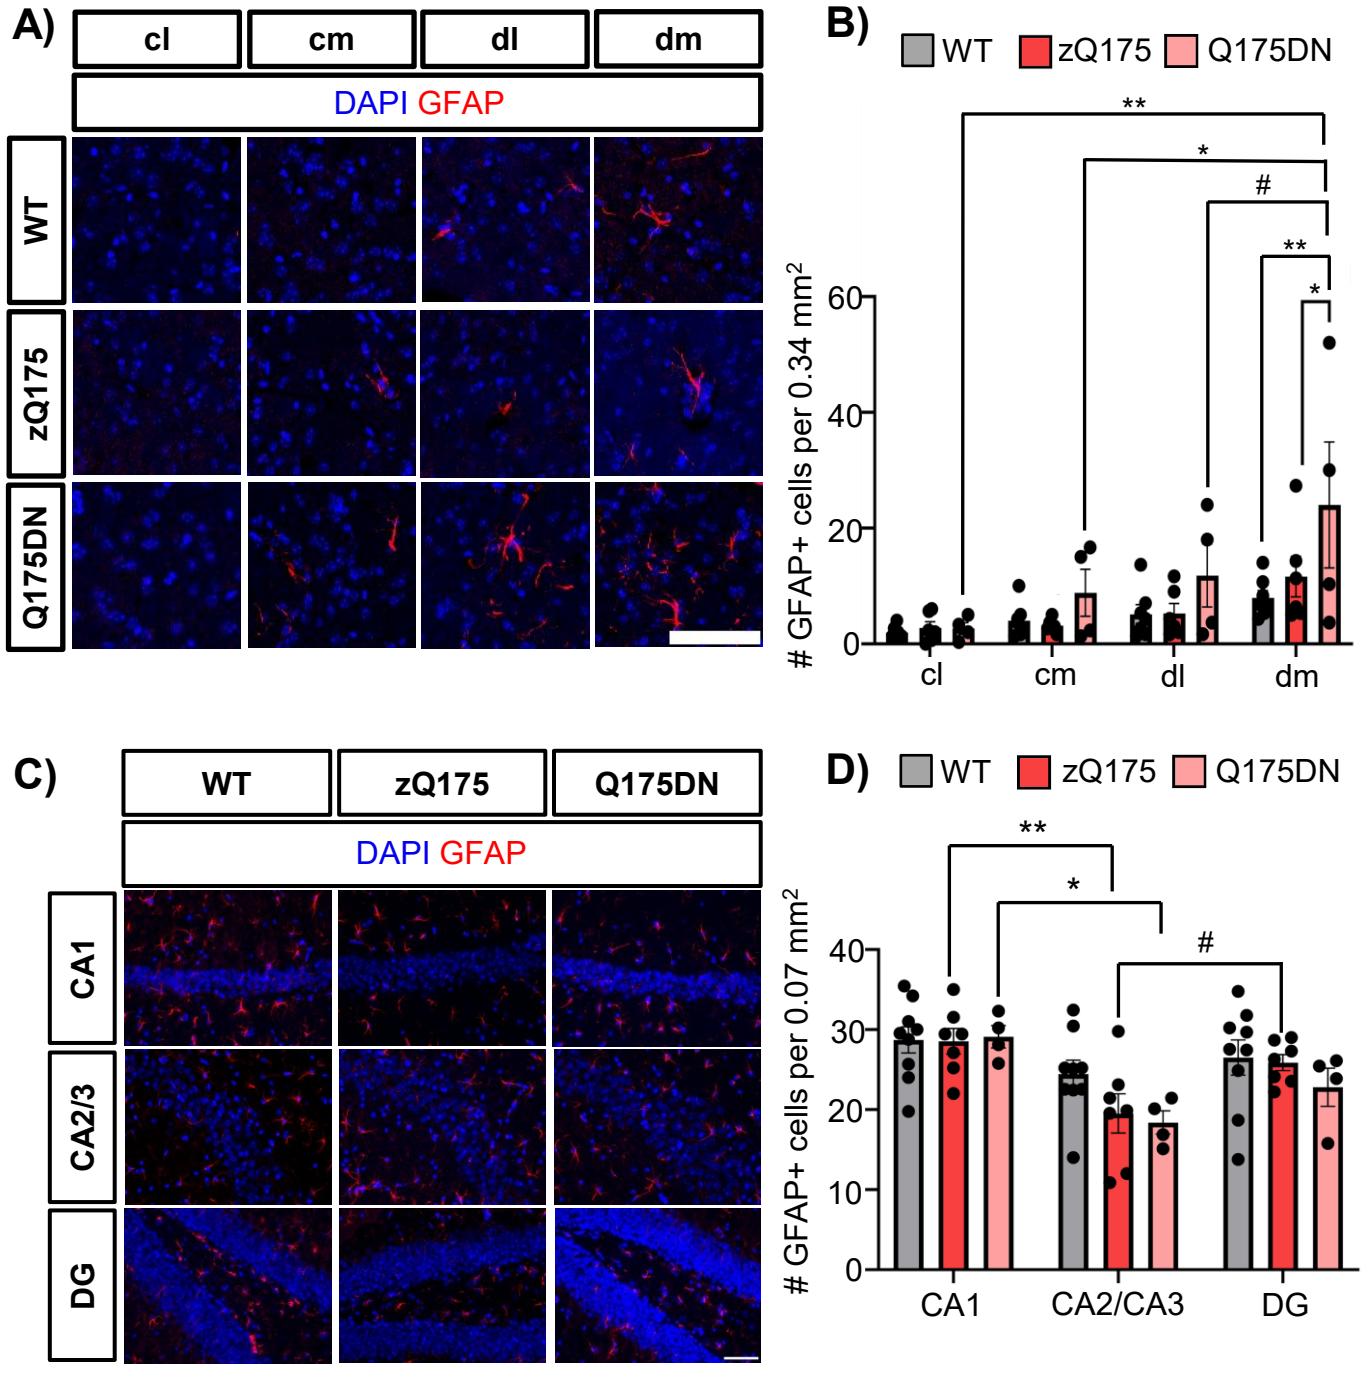 A)
cl cm dl dm
DAPI GFAP
WT
zQ175
Q175DN
B)
WT zQ175 Q175DN
**
*
#
**
*
# GFAP+ cells per 0.34 mm²
60
40
20
0
cl cm dl dm
C)
WT zQ175 Q175DN
DAPI GFAP
CA1
CA2/3
DG
D)
WT zQ175 Q175DN
**
*
#
# GFAP+ cells per 0.07 mm²
40
30
20
10
0
CA1 CA2/CA3 DG